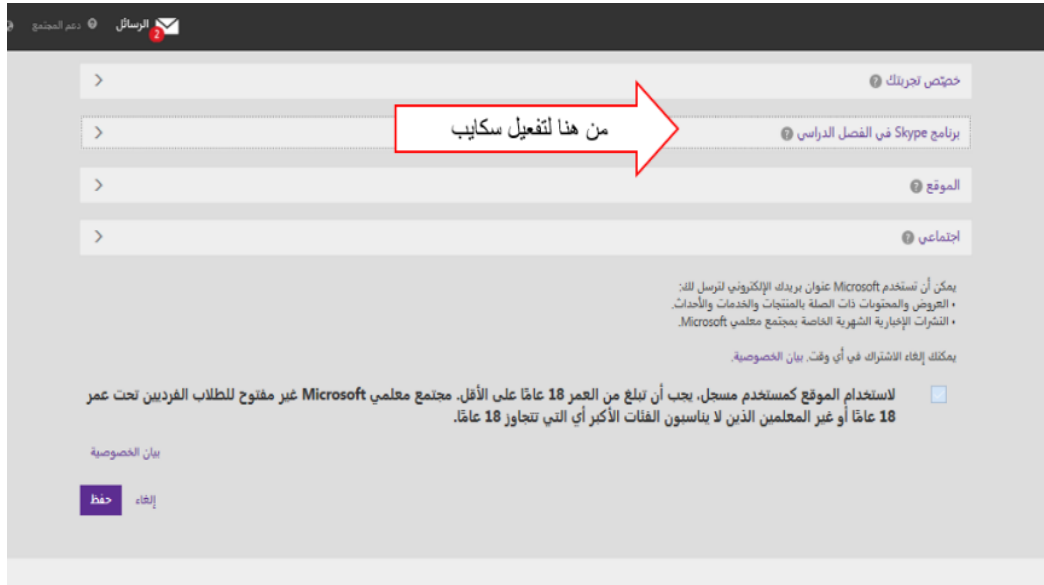 الرسائل
2
دعم المجتمع
خصّص تجربتك
من هنا لتفعيل سكايب
برنامج Skype في الفصل الدراسي
الموقع
اجتماعي
يمكن أن تستخدم Microsoft عنوان بريدك الإلكتروني لترسل لك:
• العروض والمحتويات ذات الصلة بالمنتجات والخدمات والأحداث.
• النشرات الإخبارية الشهرية الخاصة بمجتمع معلمي Microsoft.
يمكنك إلغاء الاشتراك في أي وقت. بيان الخصوصية.
لاستخدام الموقع كمستخدم مسجل، يجب أن تبلغ من العمر 18 عامًا على الأقل. مجتمع معلمي Microsoft غير مفتوح للطلاب الفرديين تحت عمر
18 عامًا أو غير المعلمين الذين لا يناسبون الفئات الأكبر أي التي تتجاوز 18 عامًا.
بيان الخصوصية
إلغاء حفظ